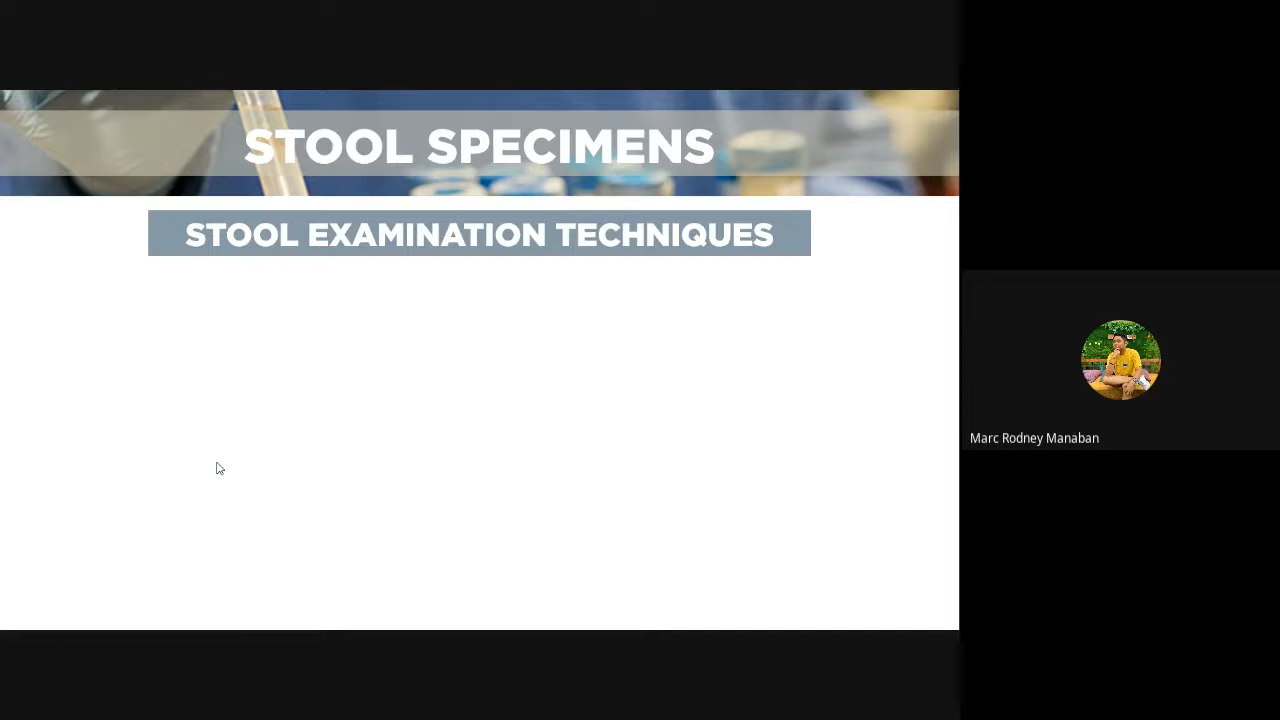 STOOL SPECIMENS
STOOL EXAMINATION TECHNIQUES
Marc Rodney Manaban